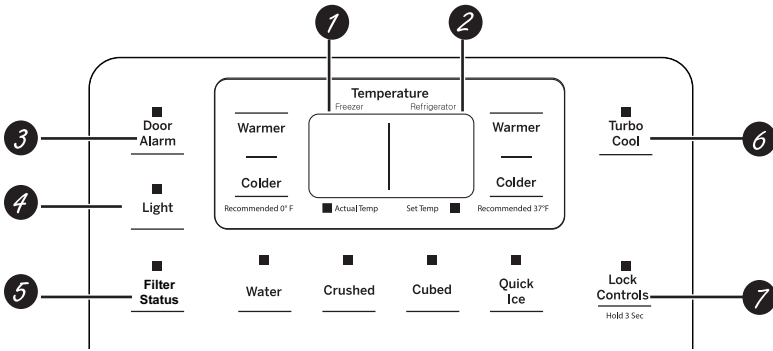 1
2
Temperature
Freezer
Refrigerator
3
Door
Alarm
Warmer
Warmer
Turbo
Cool
6
4
Light
Colder
Colder
Recommended 0° F
Actual Temp
Set Temp
Recommended 37°F
5
Filter
Status
Water
Crushed
Cubed
Quick
Ice
Lock
Controls
Hold 3 Sec
7